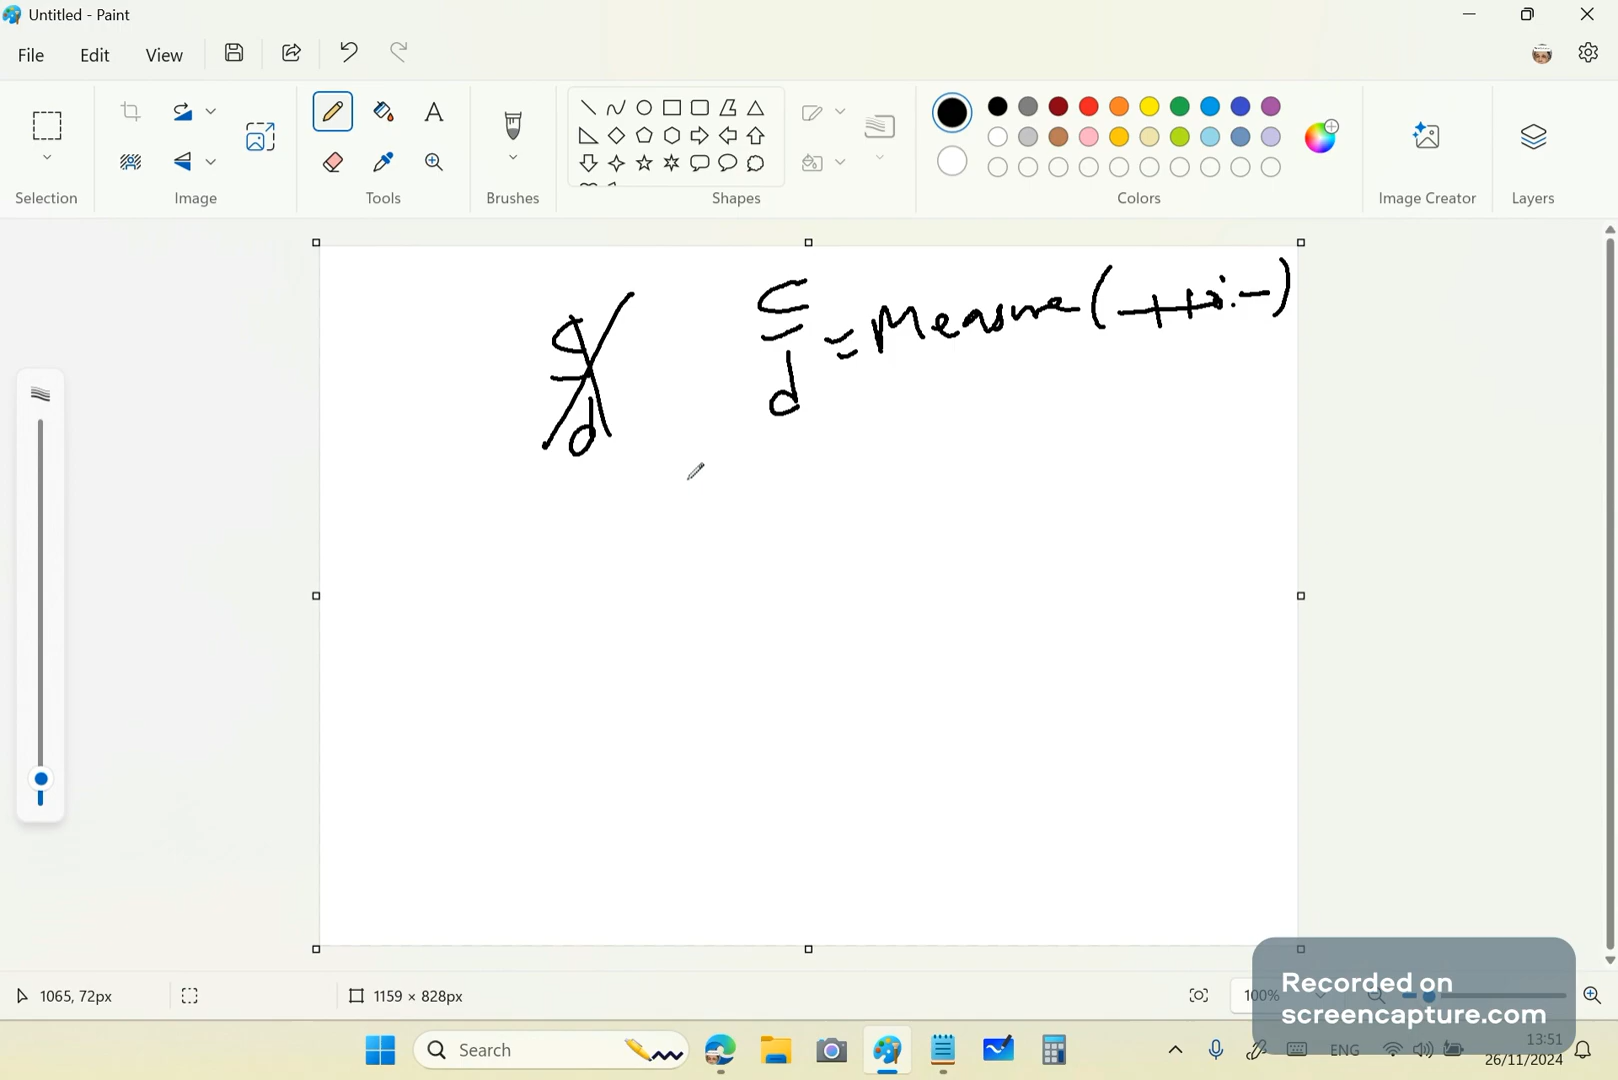 Untitled - Paint
File Edit View
Selection Image Tools Brushes Shapes Colors Image Creator Layers
c
d
c
d = Measure (
1065, 72px 1159 × 828px 100%
Recorded on
screencapture.com
Search ENG 13:51
26/11/2024